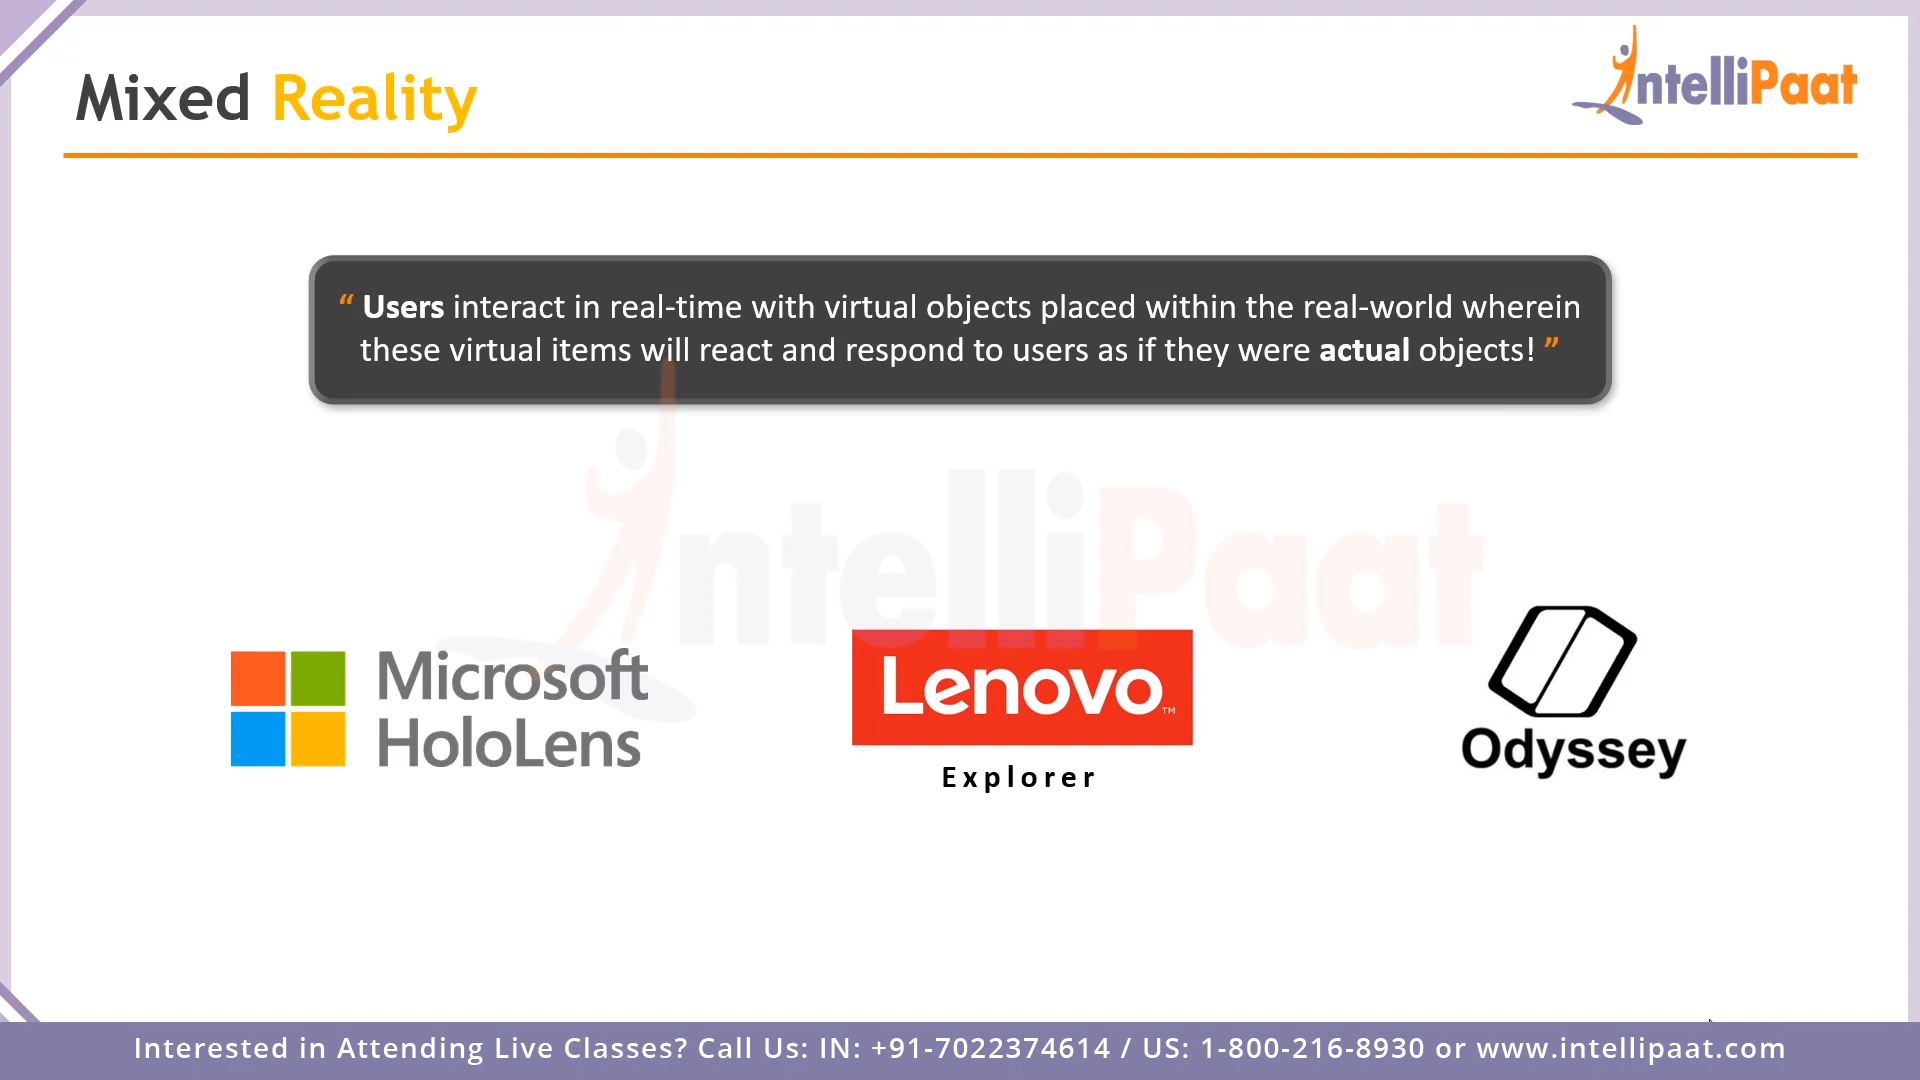 Mixed Reality
IntelliPaat
“ Users interact in real-time with virtual objects placed within the real-world wherein
these virtual items will react and respond to users as if they were actual objects! ”
IntelliPaat
Microsoft
HoloLens
Lenovo™
Explorer
Odyssey
Interested in Attending Live Classes? Call Us: IN: +91-7022374614 / US: 1-800-216-8930 or www.intellipaat.com